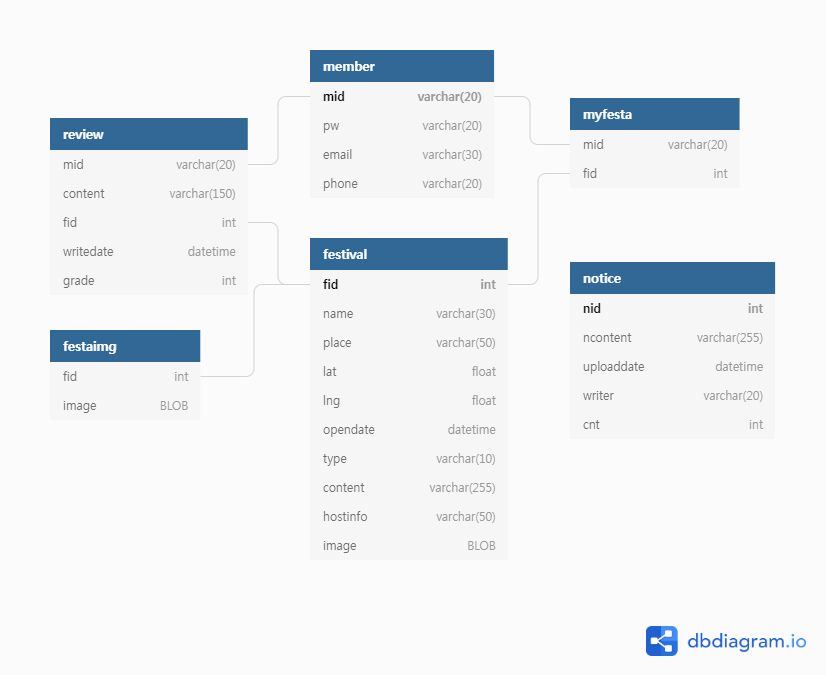 member
mid varchar(20)
pw varchar(20)
email varchar(30)
phone varchar(20)
review
mid varchar(20)
content varchar(150)
fid int
writedate datetime
grade int
myfesta
mid varchar(20)
fid int
festival
fid int
name varchar(30)
place varchar(50)
lat float
lng float
opendate datetime
type varchar(10)
content varchar(255)
hostinfo varchar(50)
image BLOB
festaimg
fid int
image BLOB
notice
nid int
ncontent varchar(255)
uploaddate datetime
writer varchar(20)
cnt int
dbdiagram.io